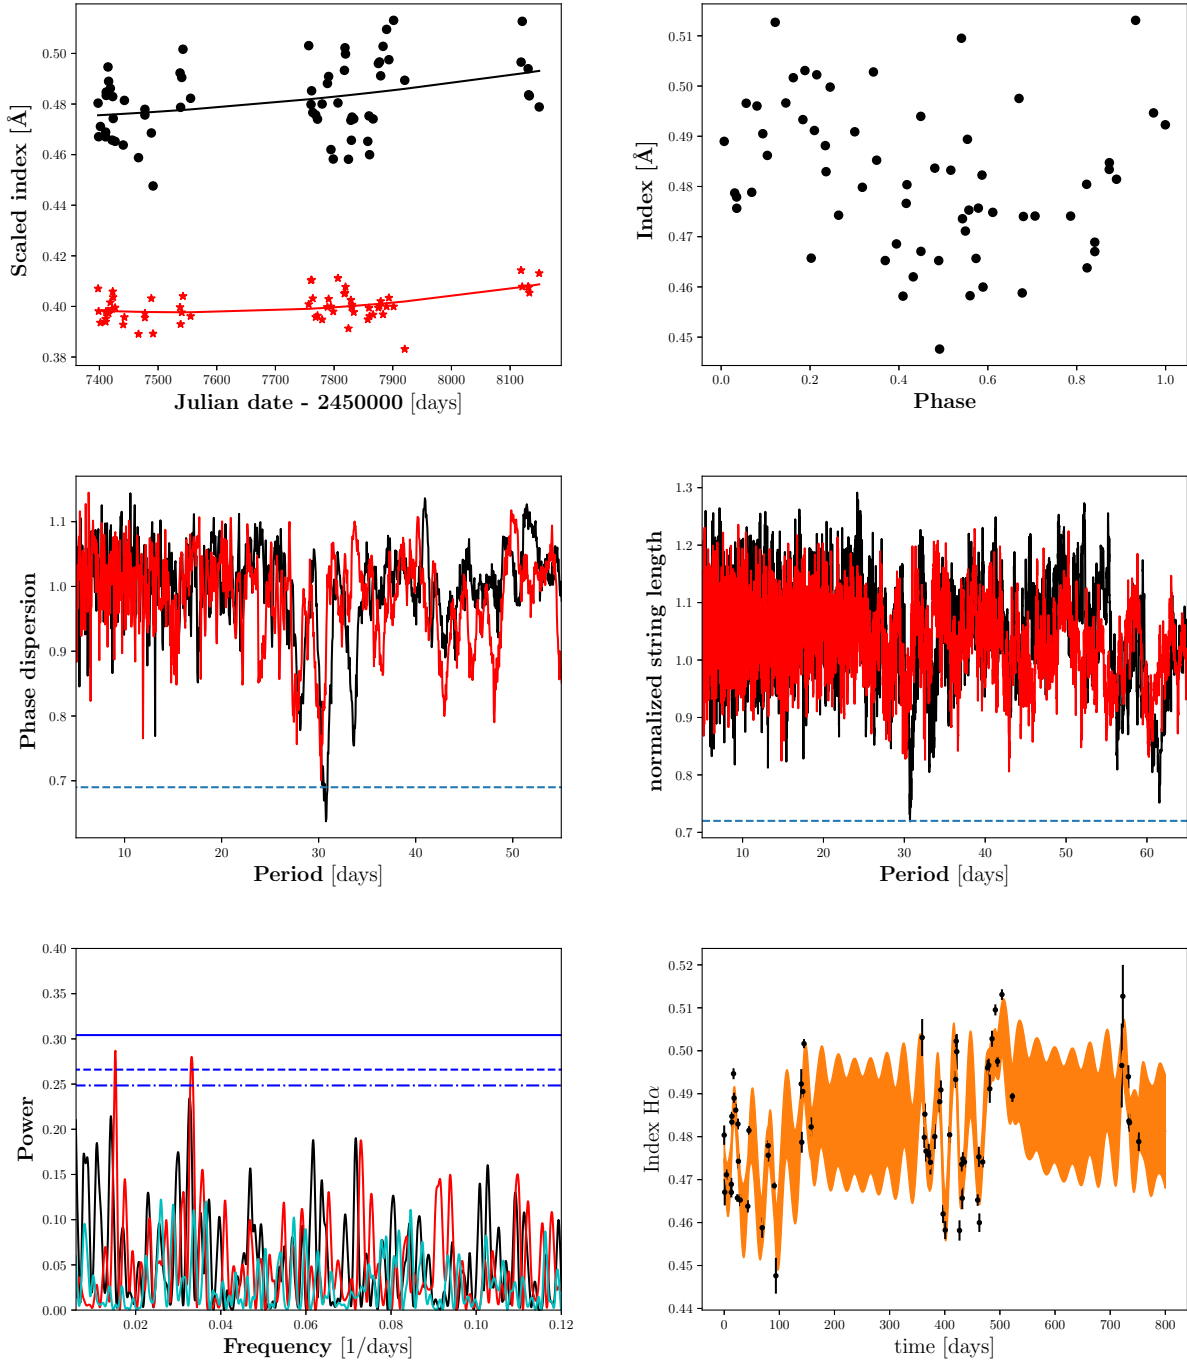 0.50
0.48
0.46
0.44
0.42
0.40
0.38
Scaled index [Å]
7400 7500 7600 7700 7800 7900 8000 8100
Julian date - 2450000 [days]
0.51
0.50
0.49
0.48
0.47
0.46
0.45
Index [Å]
0.0 0.2 0.4 0.6 0.8 1.0
Phase
1.1
1.0
0.9
0.8
0.7
Phase dispersion
10 20 30 40 50
Period [days]
1.3
1.2
1.1
1.0
0.9
0.8
0.7
normalized string length
10 20 30 40 50 60
Period [days]
0.40
0.35
0.30
0.25
0.20
0.15
0.10
0.05
0.00
Power
0.02 0.04 0.06 0.08 0.10 0.12
Frequency [1/days]
0.52
0.51
0.50
0.49
0.48
0.47
0.46
0.45
0.44
Index Hα
0 100 200 300 400 500 600 700 800
time [days]